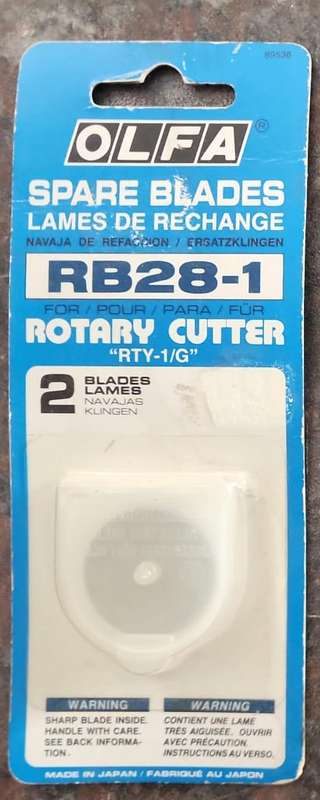 89538
OLFA®
SPARE BLADES
LAMES DE RECHANGE
NAVAJA DE REFACHION / ERSATZKLINGEN
RB28-1
FOR / POUR / PARA / FÜR
ROTARY CUTTER
"RTY-1/G"
2 BLADES
LAMES
NAVAJAS
KLINGEN
WARNING
SHARP BLADE INSIDE.
HANDLE WITH CARE.
SEE BACK INFORMA-
TION.
WARNING
CONTIENT UNE LAME
TRÈS AIGUISÉE. OUVRIR
AVEC PRÉCAUTION.
INSTRUCTIONS AU VERSO.
MADE IN JAPAN / FABRIQUÉ AU JAPON